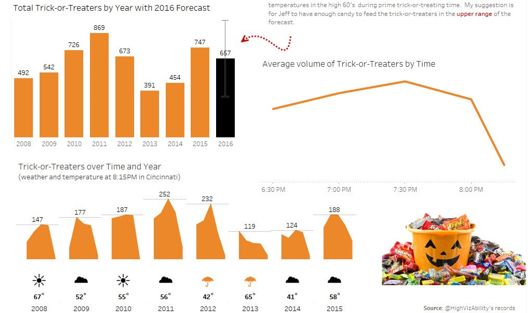 temperatures in the high 60's during prime trick-or-treating time. My suggestion is
for Jeff to have enough candy to feed the trick-or-treaters in the upper range of the
forecast.
Total Trick-or-Treaters by Year with 2016 Forecast
492
542
726
869
673
391
454
747
657
2008 2009 2010 2011 2012 2013 2014 2015 2016
Average volume of Trick-or-Treaters by Time
6:30 PM 7:00 PM 7:30 PM 8:00 PM
Trick-or-Treaters over Time and Year
(weather and temperature at 8:15PM in Cincinnati)
147 177 187 252 232 119 124 188
67° 52° 55° 56° 42° 65° 41° 58°
2008 2009 2010 2011 2012 2013 2014 2015
Source: @HighVizAbility's records